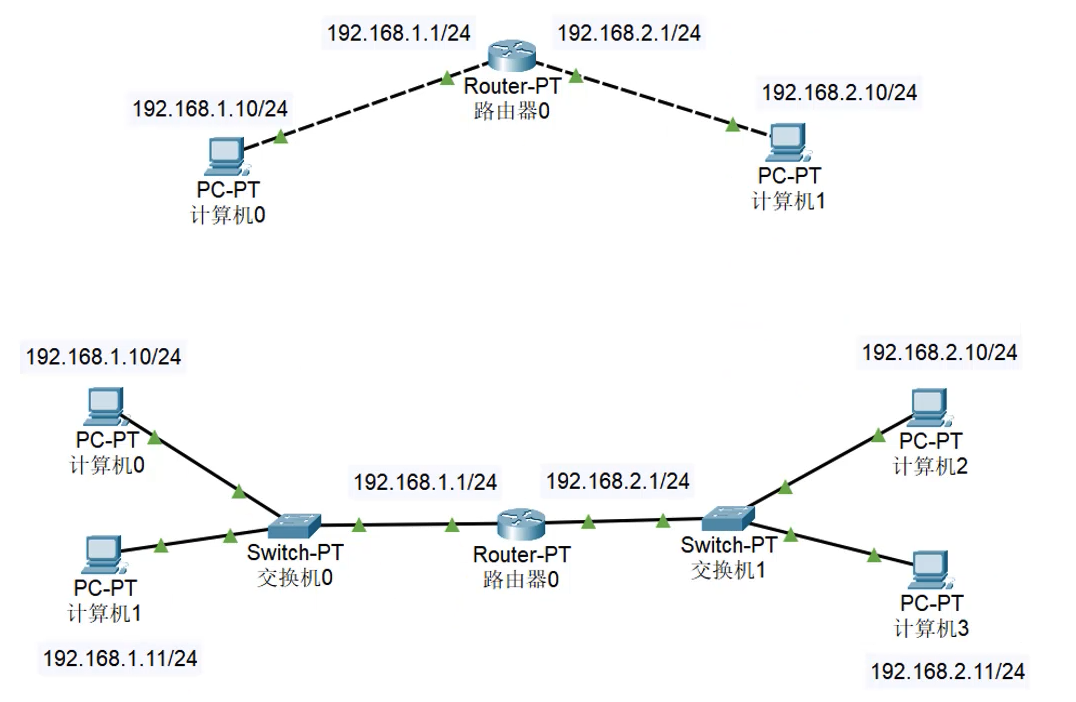 192.168.1.1/24
192.168.2.1/24
Router-PT
路由器0
192.168.1.10/24
192.168.2.10/24
PC-PT
计算机0
PC-PT
计算机1
192.168.1.10/24
192.168.2.10/24
PC-PT
计算机0
PC-PT
计算机2
192.168.1.1/24
192.168.2.1/24
Switch-PT
交换机0
Router-PT
路由器0
Switch-PT
交换机1
PC-PT
计算机1
PC-PT
计算机3
192.168.1.11/24
192.168.2.11/24